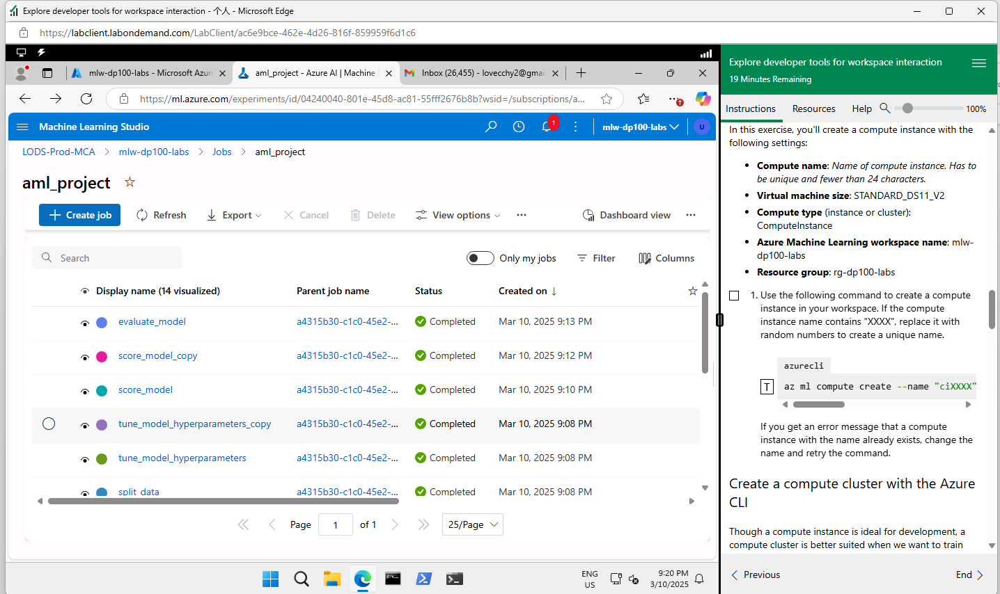 Explore developer tools for workspace interaction - 个人 - Microsoft Edge
https://labclient.labondemand.com/LabClient/ac6e9bce-462e-4d26-816f-859959f6d1c6
mlw-dp100-labs - Microsoft Azur
aml_project - Azure AI | Machine
Inbox (26,455) - lovecchy2@gmai
https://ml.azure.com/experiments/id/04240040-801e-45d8-ac81-55fff2676b8b?wsid=/subscriptions/a...
Machine Learning Studio
1
mlw-dp100-labs
U
LODS-Prod-MCA > mlw-dp100-labs > Jobs > aml_project
aml_project
Create job
Refresh
Export
Cancel
Delete
View options
Dashboard view
Search
Only my jobs
Filter
Columns
Display name (14 visualized) Parent job name Status Created on ↓
evaluate_model a4315b30-c1c0-45e2-... Completed Mar 10, 2025 9:13 PM
score_model_copy a4315b30-c1c0-45e2-... Completed Mar 10, 2025 9:12 PM
score_model a4315b30-c1c0-45e2-... Completed Mar 10, 2025 9:10 PM
tune_model_hyperparameters_copy a4315b30-c1c0-45e2-... Completed Mar 10, 2025 9:08 PM
tune_model_hyperparameters a4315b30-c1c0-45e2-... Completed Mar 10, 2025 9:08 PM
split_data a4315b30-c1c0-45e2-... Completed Mar 10, 2025 9:08 PM
Page 1 of 1 25/Page
ENG
US
9:20 PM
3/10/2025
Explore developer tools for workspace interaction
19 Minutes Remaining
Instructions Resources Help 100%
In this exercise, you'll create a compute instance with the
following settings:
• Compute name: Name of compute instance. Has to
be unique and fewer than 24 characters.
• Virtual machine size: STANDARD_DS11_V2
• Compute type (instance or cluster):
ComputeInstance
• Azure Machine Learning workspace name: mlw-
dp100-labs
• Resource group: rg-dp100-labs
1. Use the following command to create a compute
instance in your workspace. If the compute
instance name contains "XXXX", replace it with
random numbers to create a unique name.
azurecli
T az ml compute create --name "ciXXXX"
If you get an error message that a compute
instance with the name already exists, change the
name and retry the command.
Create a compute cluster with the Azure
CLI
Though a compute instance is ideal for development, a
compute cluster is better suited when we want to train
Previous
End